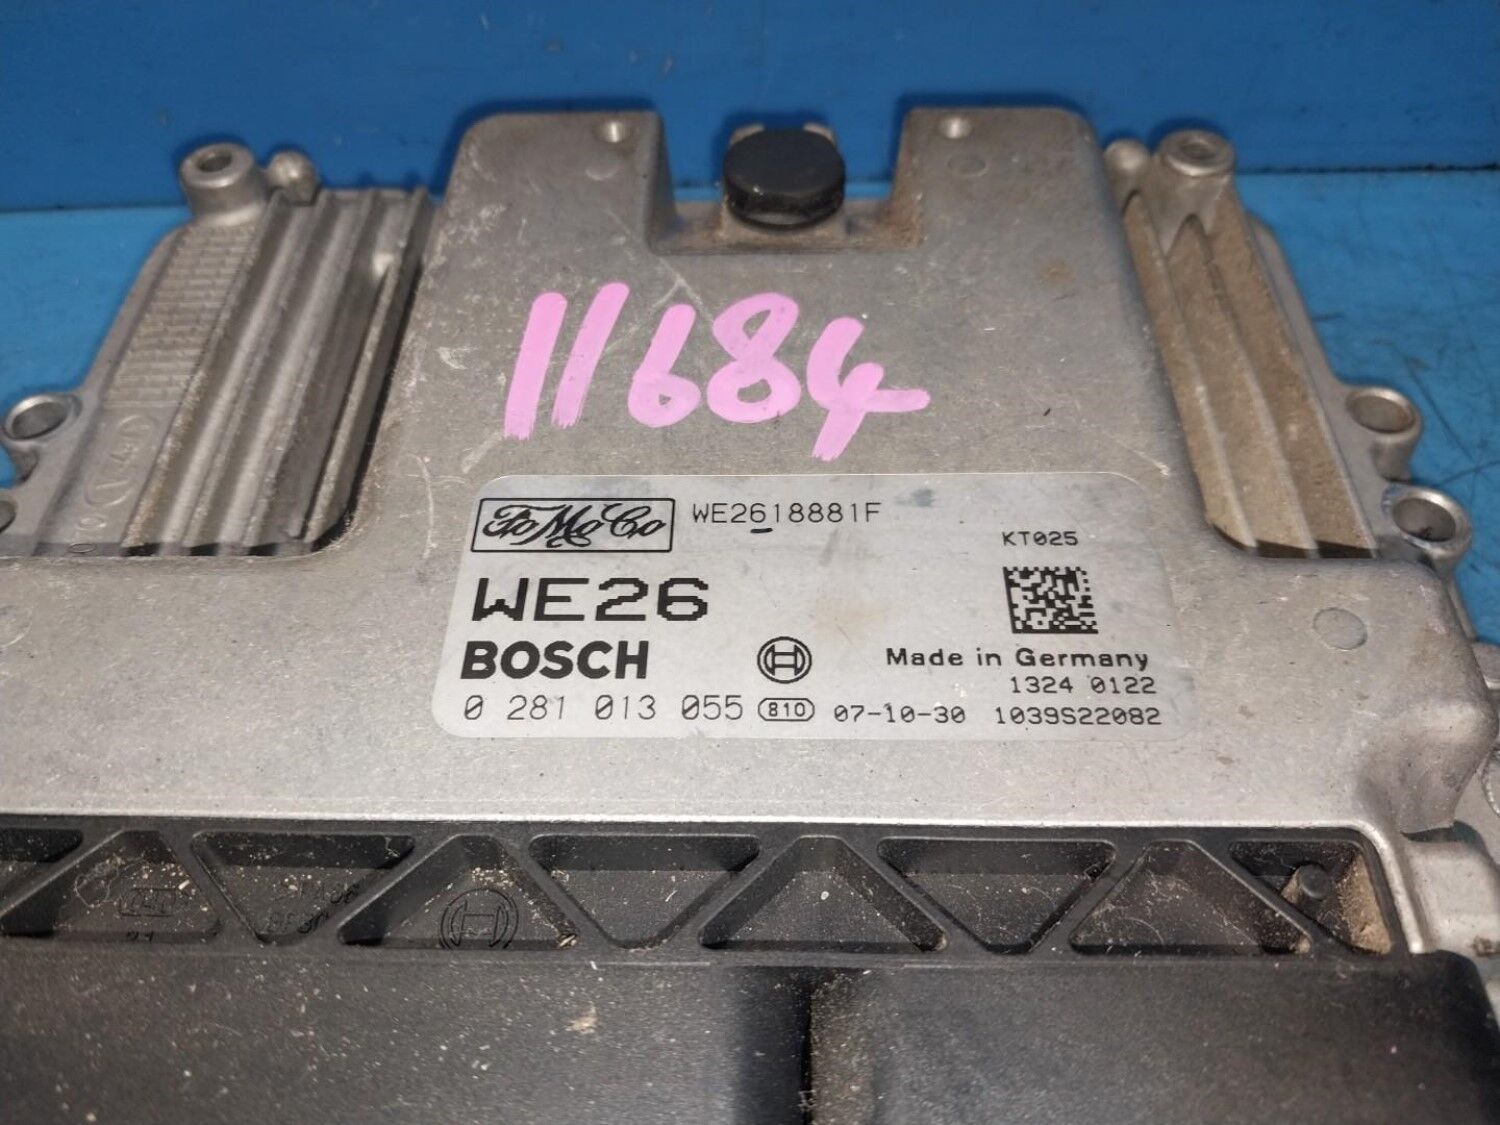 11684
FoMoCo WE2618881F
KT025
WE26
BOSCH
Made in Germany
1324 0122
0 281 013 055 810 07-10-30 1039S22082